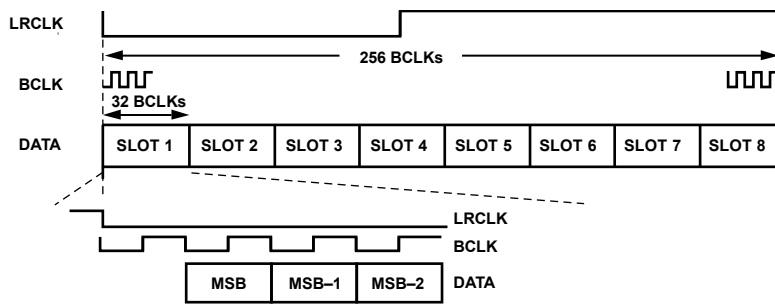 LRCLK
256 BCLKs
BCLK
32 BCLKs
DATA SLOT 1 SLOT 2 SLOT 3 SLOT 4 SLOT 5 SLOT 6 SLOT 7 SLOT 8
LRCLK
BCLK
MSB MSB–1 MSB–2 DATA